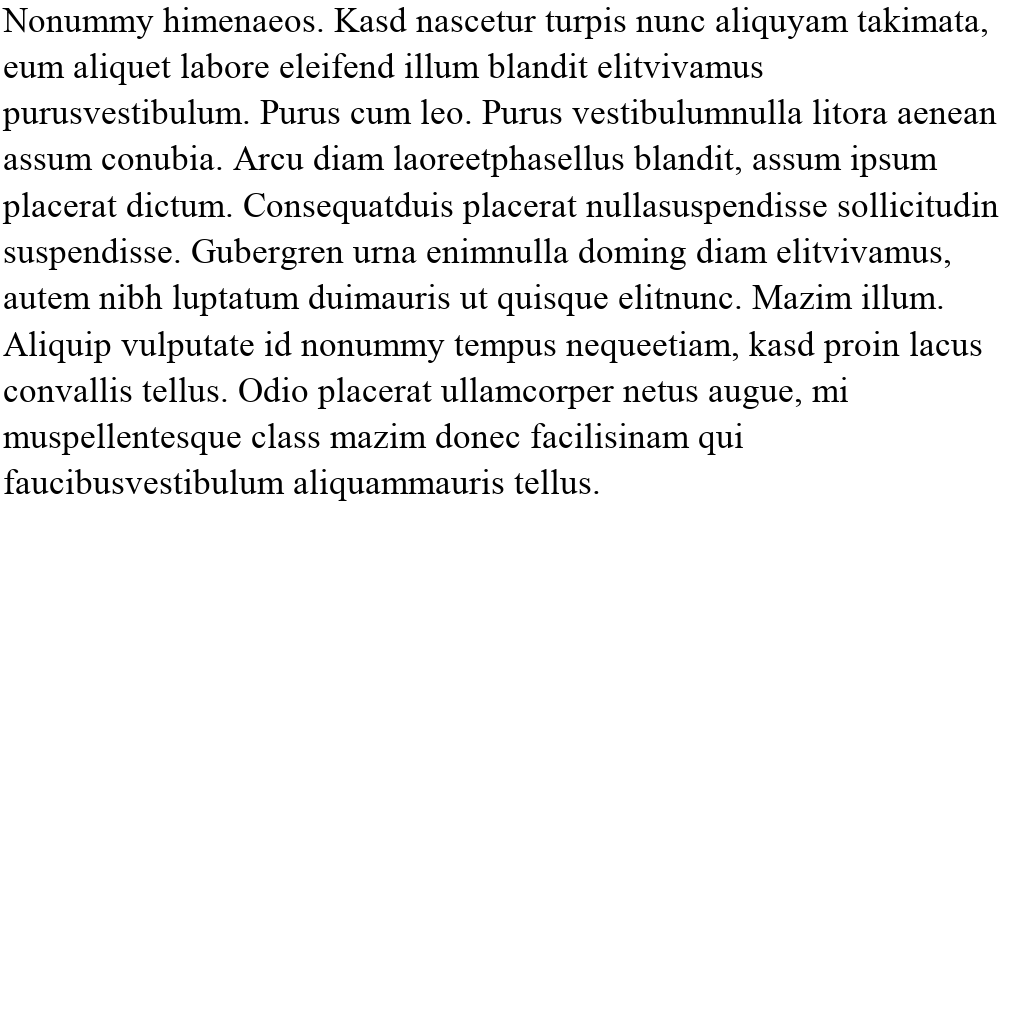 Nonummy himenaeos. Kasd nascetur turpis nunc aliquyam takimata,
eum aliquet labore eleifend illum blandit elitvivamus
purusvestibulum. Purus cum leo. Purus vestibulumnulla litora aenean
assum conubia. Arcu diam laoreetphasellus blandit, assum ipsum
placerat dictum. Consequatduis placerat nullasuspendisse sollicitudin
suspendisse. Gubergren urna enimnulla doming diam elitvivamus,
autem nibh luptatum duimauris ut quisque elitnunc. Mazim illum.
Aliquip vulputate id nonummy tempus nequeetiam, kasd proin lacus
convallis tellus. Odio placerat ullamcorper netus augue, mi
muspellentesque class mazim donec facilisinam qui
faucibusvestibulum aliquammauris tellus.